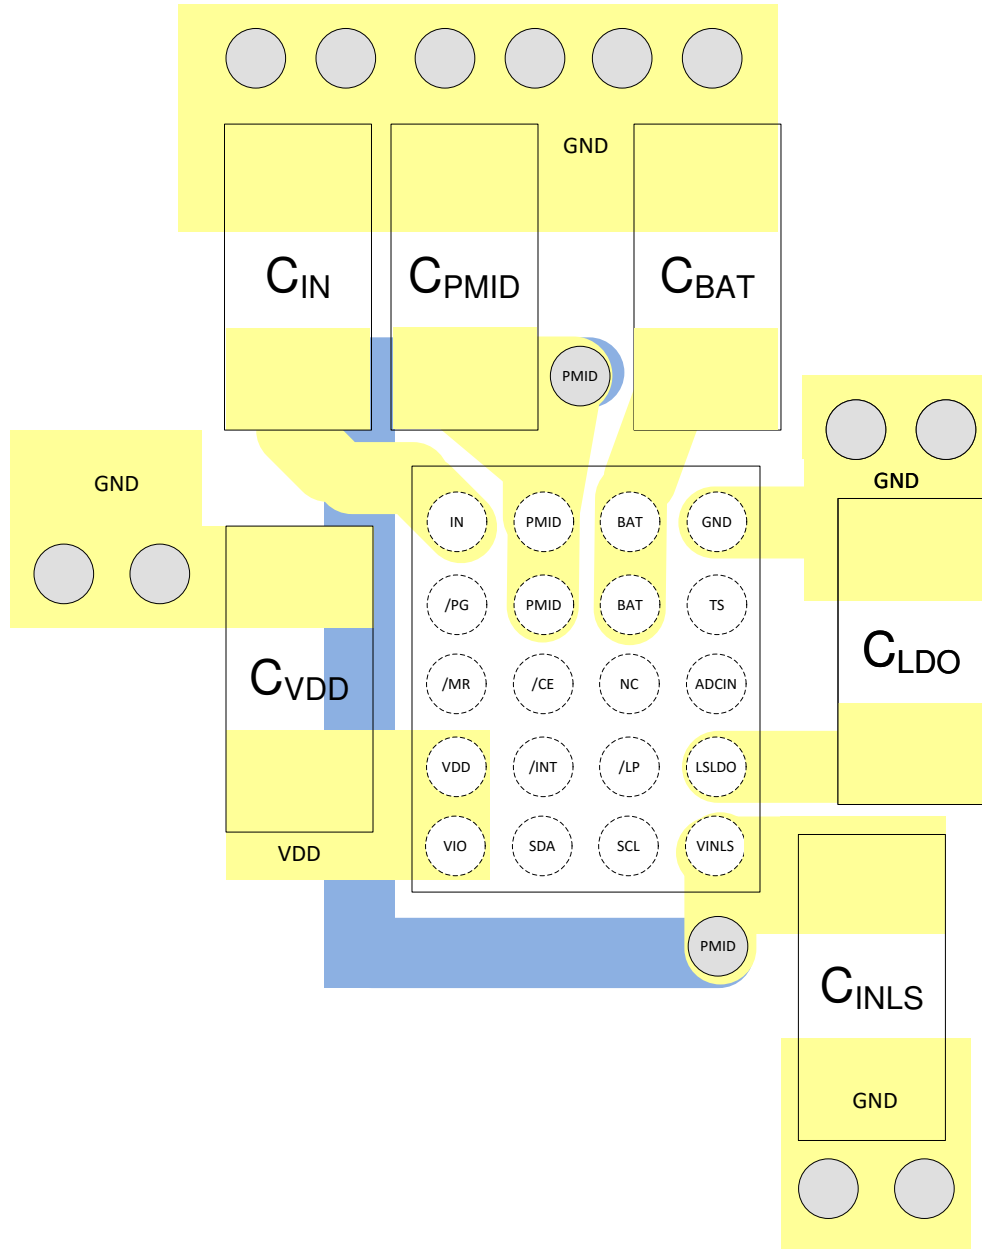 GND
CIN
CPMID
CBAT
PMID
GND
GND
IN
PMID
BAT
GND
/PG
PMID
BAT
TS
CVDD
CLDO
/MR
/CE
NC
ADCIN
VDD
/INT
/LP
LSLDO
VDD
VIO
SDA
SCL
VINLS
PMID
CINLS
GND